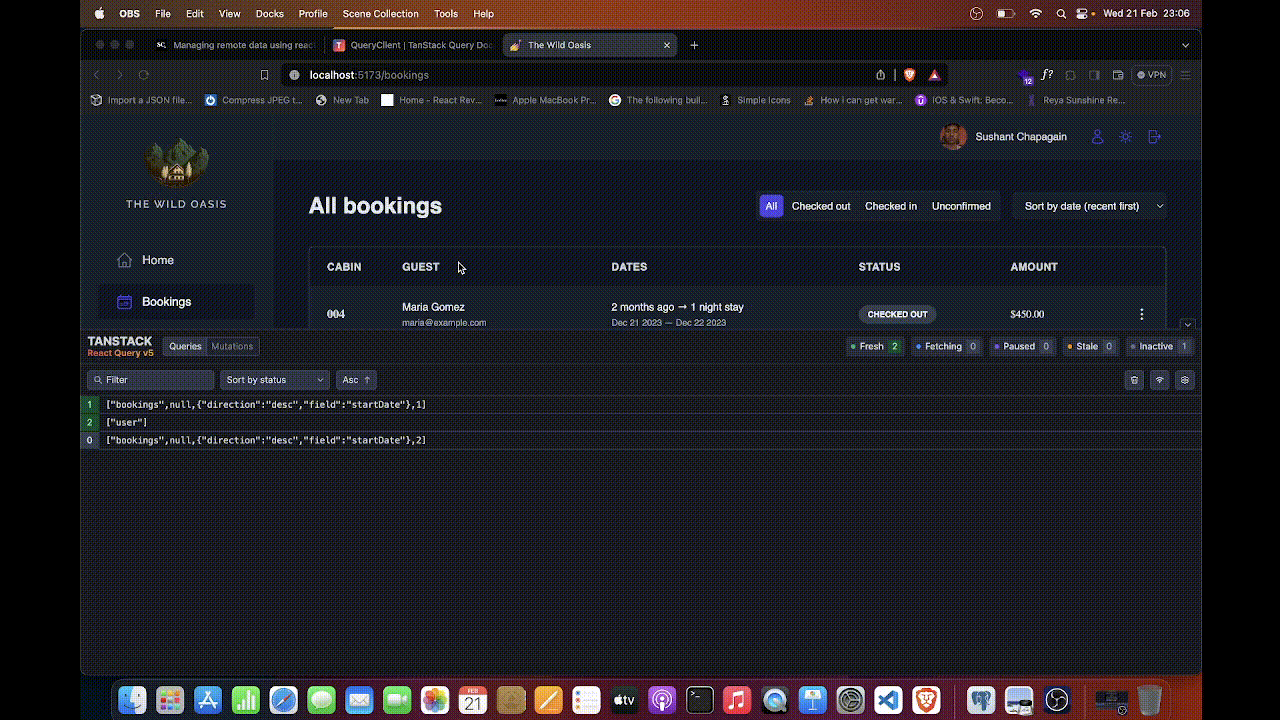 OBS File Edit View Docks Profile Scene Collection Tools Help Wed 21 Feb 23:06
Managing remote data using reac QueryClient | TanStack Query Doc The Wild Oasis
localhost:5173/bookings 12 f? VPN
Import a JSON file... Compress JPEG t... New Tab Home - React Rev... Apple MacBook Pr... The following buil... Simple Icons How i can get war... iOS & Swift: Beco... Reya Sunshine Re...
Sushant Chapagain
THE WILD OASIS
All bookings
All Checked out Checked in Unconfirmed Sort by date (recent first)
Home
CABIN GUEST DATES STATUS AMOUNT
Bookings
004 Maria Gomez 2 months ago → 1 night stay CHECKED OUT $450.00
maria@example.com Dec 21 2023 — Dec 22 2023
TANSTACK
React Query v5
Queries Mutations Fresh 2 Fetching 0 Paused 0 Stale 0 Inactive 1
Filter Sort by status Asc ↑
1 ["bookings",null,{"direction":"desc","field":"startDate"},1]
2 ["user"]
0 ["bookings",null,{"direction":"desc","field":"startDate"},2]
FEB
21
tv